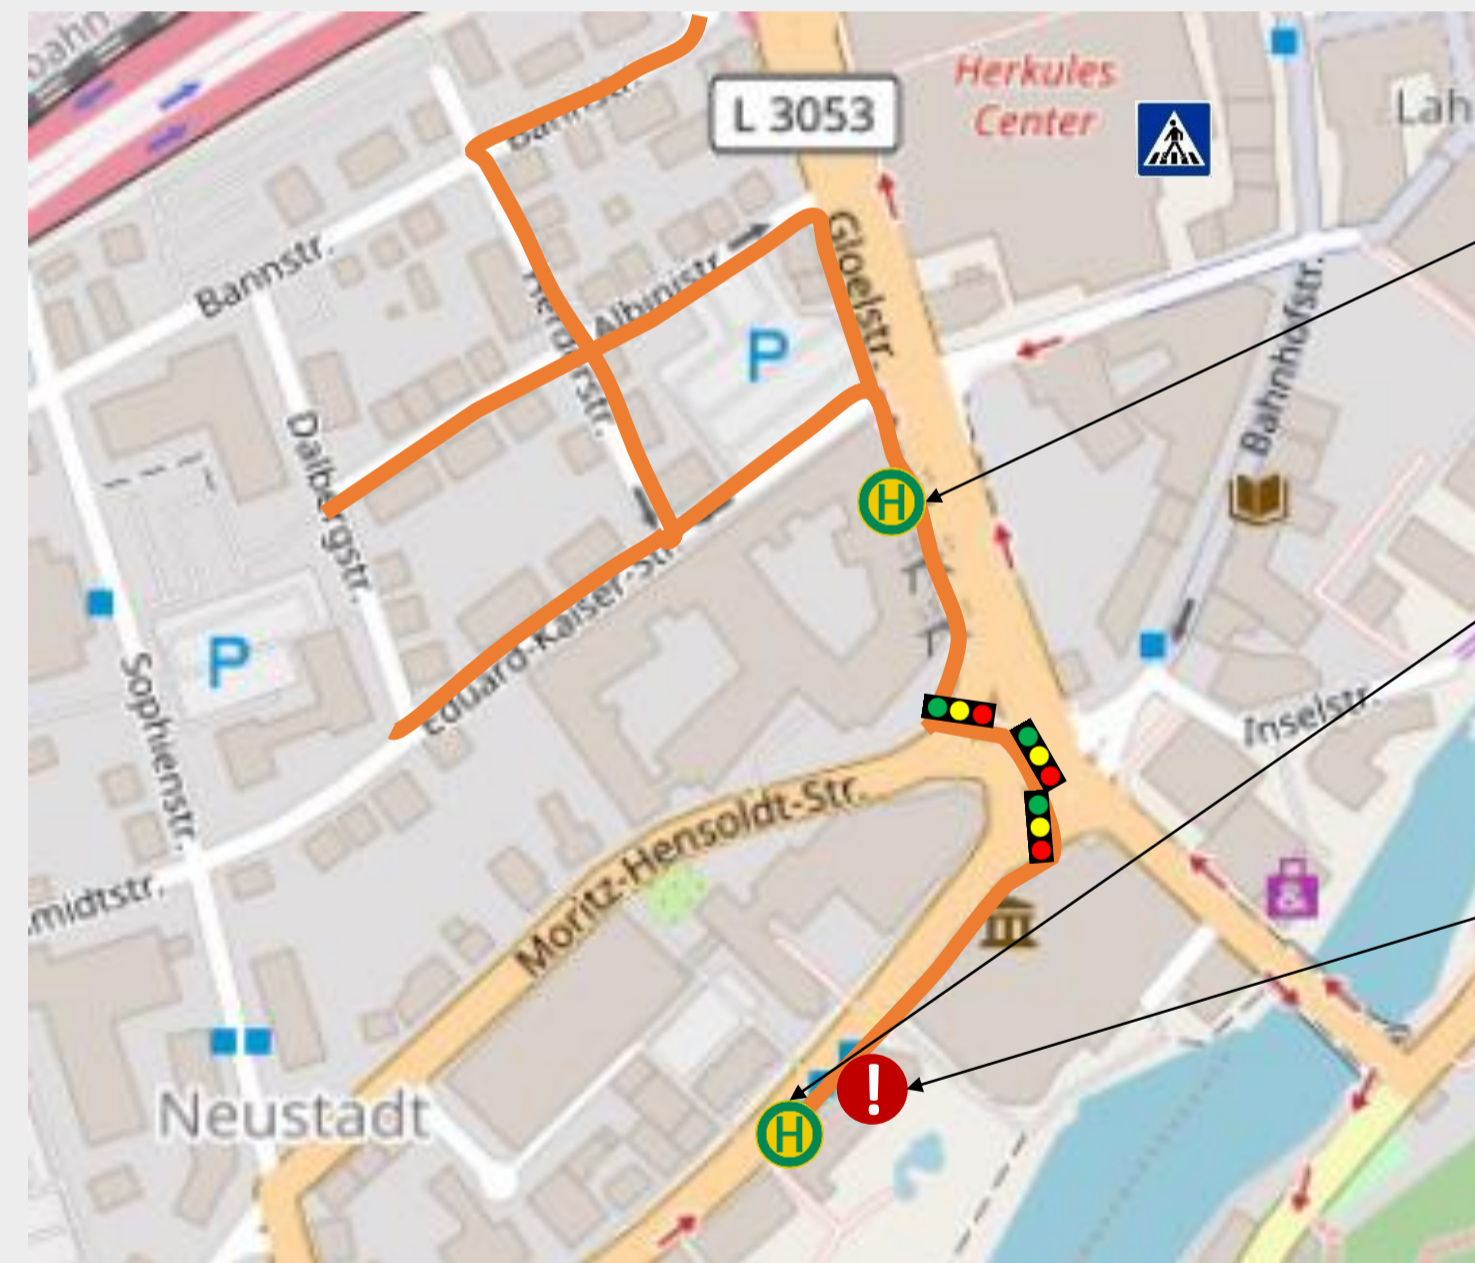 bahn
Bannstr.
L 3053
Herkules
Center
Lah
Bannstr.
Albinistr.
Gloelstr.
P
Bahnhofstr.
Dalbergstr.
H
Eduard-Kaiser-Str.
P
Sophienstr.
Inselstr.
Moritz-Hensoldt-Str.
midtstr.
&
!
Neustadt
H